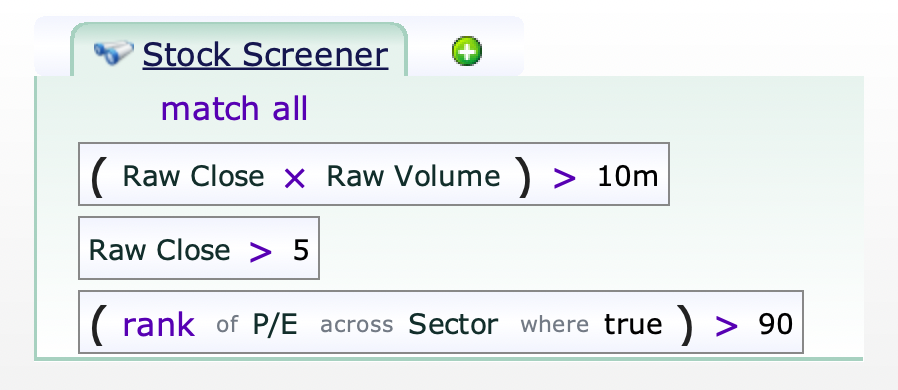 Stock Screener
match all
( Raw Close × Raw Volume ) > 10m
Raw Close > 5
( rank of P/E across Sector where true ) > 90